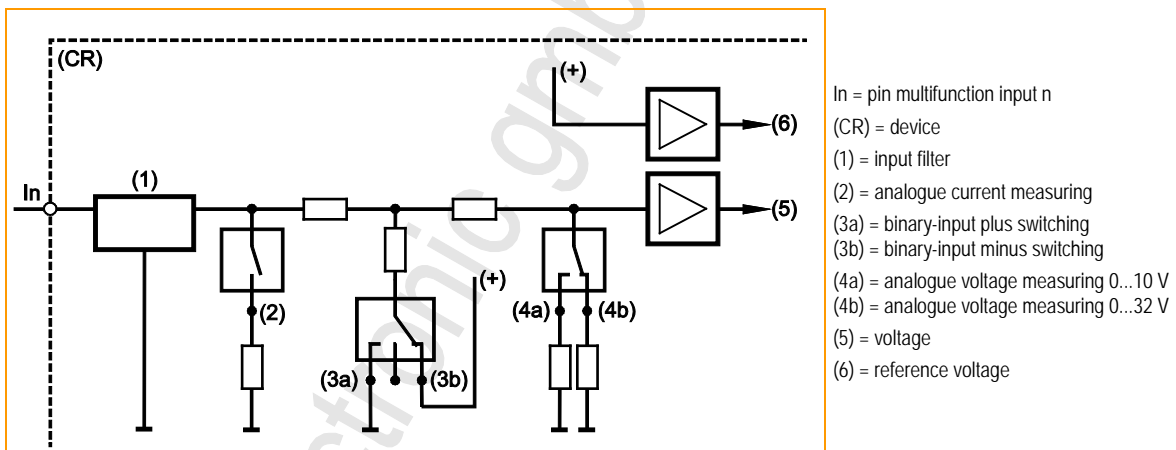 (CR)
(+)
(6)
In
(1)
(5)
(+)
(2)
(4a)
(4b)
(3a)
(3b)
In = pin multifunction input n
(CR) = device
(1) = input filter
(2) = analogue current measuring
(3a) = binary-input plus switching
(3b) = binary-input minus switching
(4a) = analogue voltage measuring 0...10 V
(4b) = analogue voltage measuring 0...32 V
(5) = voltage
(6) = reference voltage
ctronic gmb